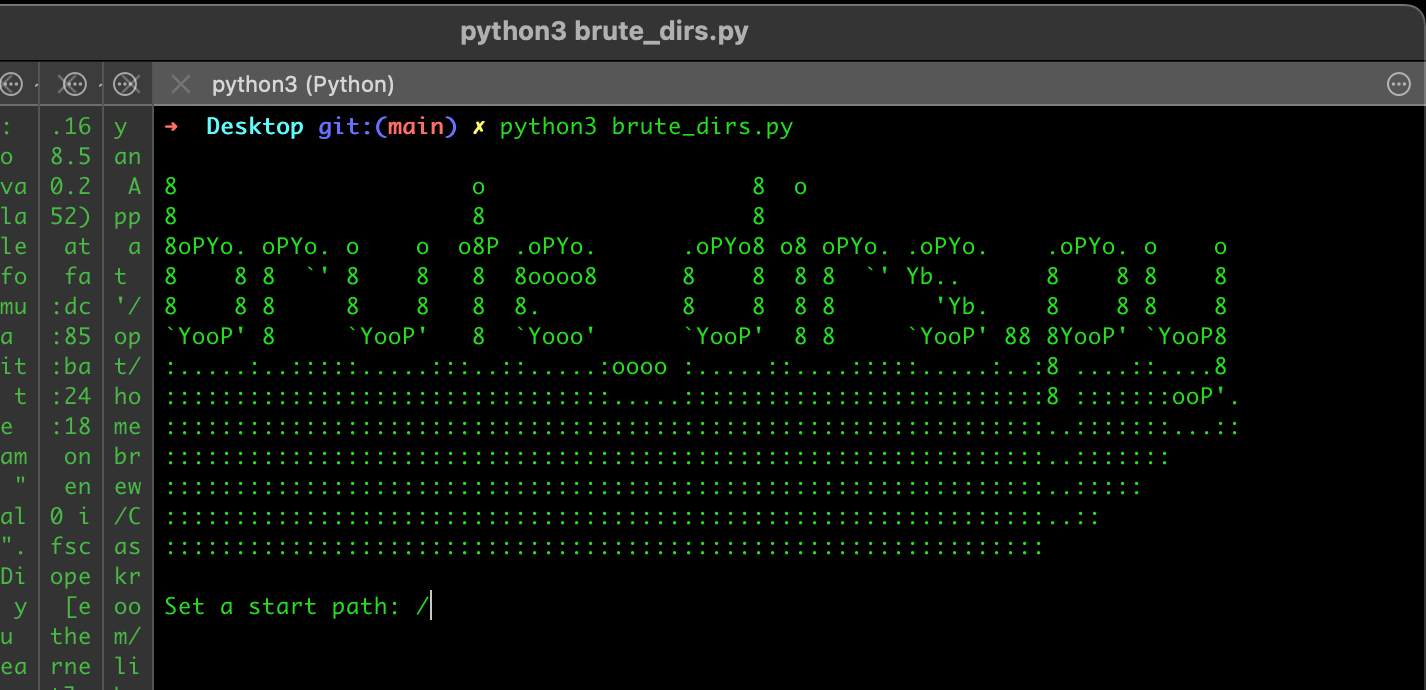 python3 brute_dirs.py
python3 (Python)
: .16 y → Desktop git:(main) ✗ python3 brute_dirs.py
o 8.5 an
va 0.2 A 8                     o                   8  o
la 52) pp 8                     8                   8
le at a 8oPYo. oPYo. o    o  o8P .oPYo.      .oPYo8 o8 oPYo. .oPYo.    .oPYo. o    o
fo fa t 8    8 8  `' 8    8   8  8oooo8      8    8  8 8  `' Yb..      8    8 8    8
mu :dc '/ 8    8 8     8    8   8  8.          8    8  8 8       'Yb.    8    8 8    8
a :85 op `YooP' 8     `YooP'   8  `Yooo'      `YooP'  8 8     `YooP' 88 8YooP' `YooP8
it :ba t/ :.....:..:::::.....:::..::.....:oooo :.....::....:::::.....:..:8 ....::....8
t :24 ho ::::::::::::::::::::::::::::::::.....::::::::::::::::::::::::::8 :::::::ooP'.
e :18 me :::::::::::::::::::::::::::::::::::::::::::::::::::::::::::::::..:::::::...::
am on br :::::::::::::::::::::::::::::::::::::::::::::::::::::::::::::::..:::::::
" en ew :::::::::::::::::::::::::::::::::::::::::::::::::::::::::::::::..:::::
al 0 i /C :::::::::::::::::::::::::::::::::::::::::::::::::::::::::::::::..::
". fsc as :::::::::::::::::::::::::::::::::::::::::::::::::::::::::::::::
Di ope kr
y [e oo Set a start path: /
u the m/
ea rne li